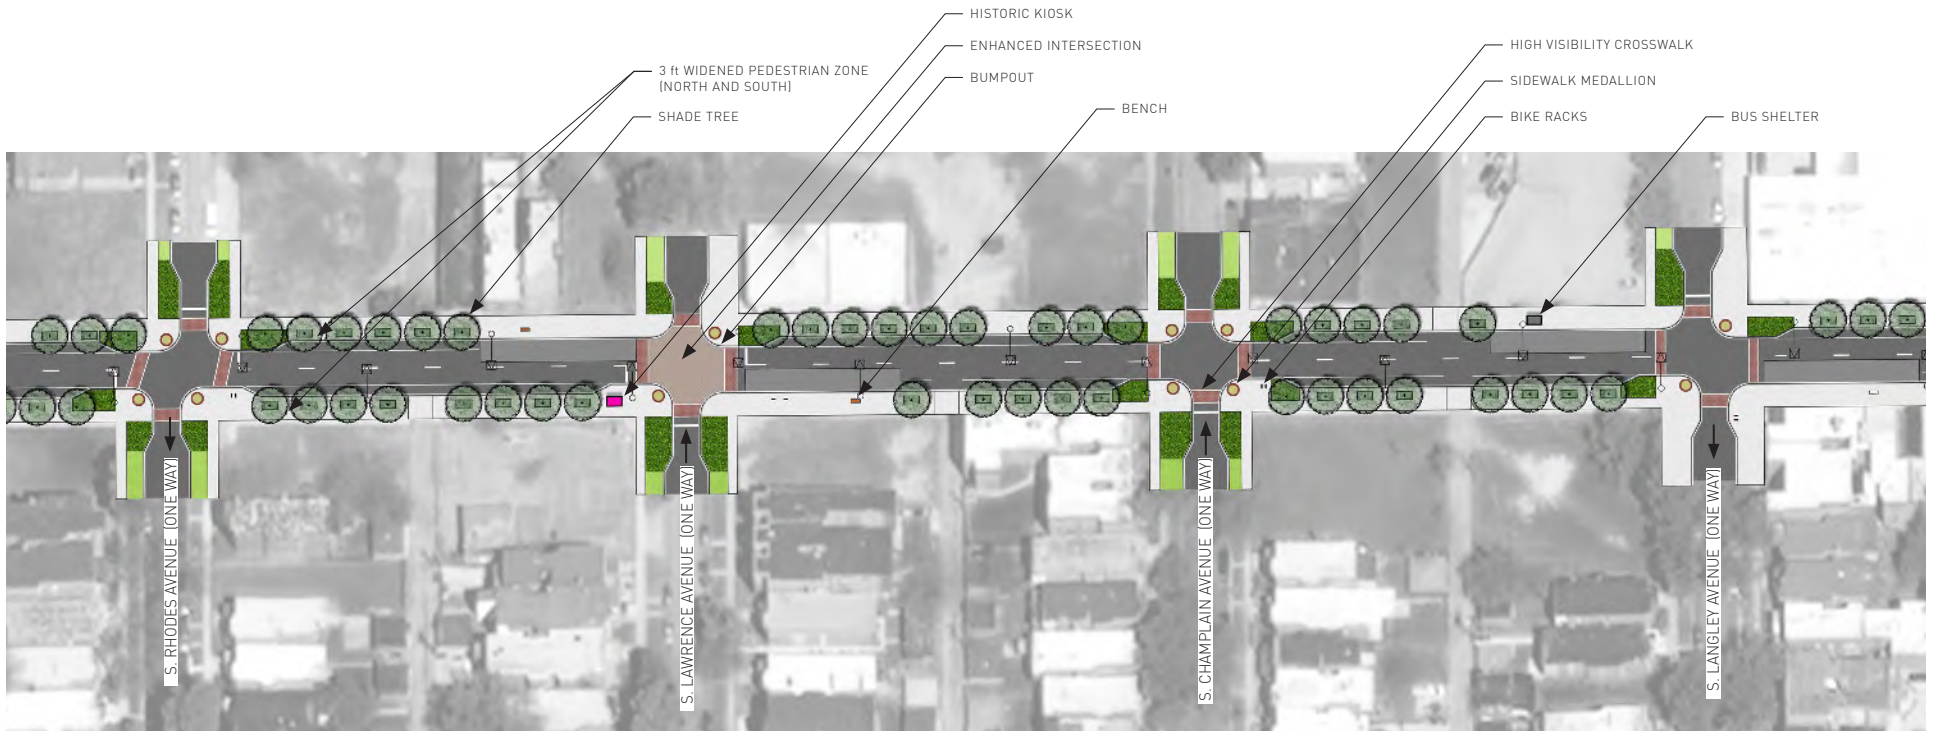 HISTORIC KIOSK
ENHANCED INTERSECTION
BUMPOUT
3 ft WIDENED PEDESTRIAN ZONE
(NORTH AND SOUTH)
SHADE TREE
BENCH
HIGH VISIBILITY CROSSWALK
SIDEWALK MEDALLION
BIKE RACKS
BUS SHELTER
S. RHODES AVENUE (ONE WAY)
S. LAWRENCE AVENUE (ONE WAY)
S. CHAMPLAIN AVENUE (ONE WAY)
S. LANGLEY AVENUE (ONE WAY)